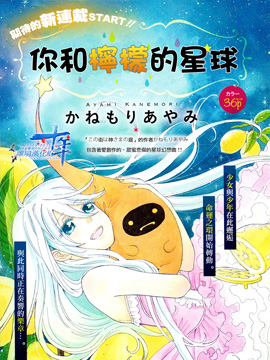 期待的新連載START!!
你和檸檬的星球
AYAMI KANEMORI
かねもりあやみ
カラー
36P
少女與少年在此邂逅
命運之環開始轉動。
與此同時正在奏響的樂章…。